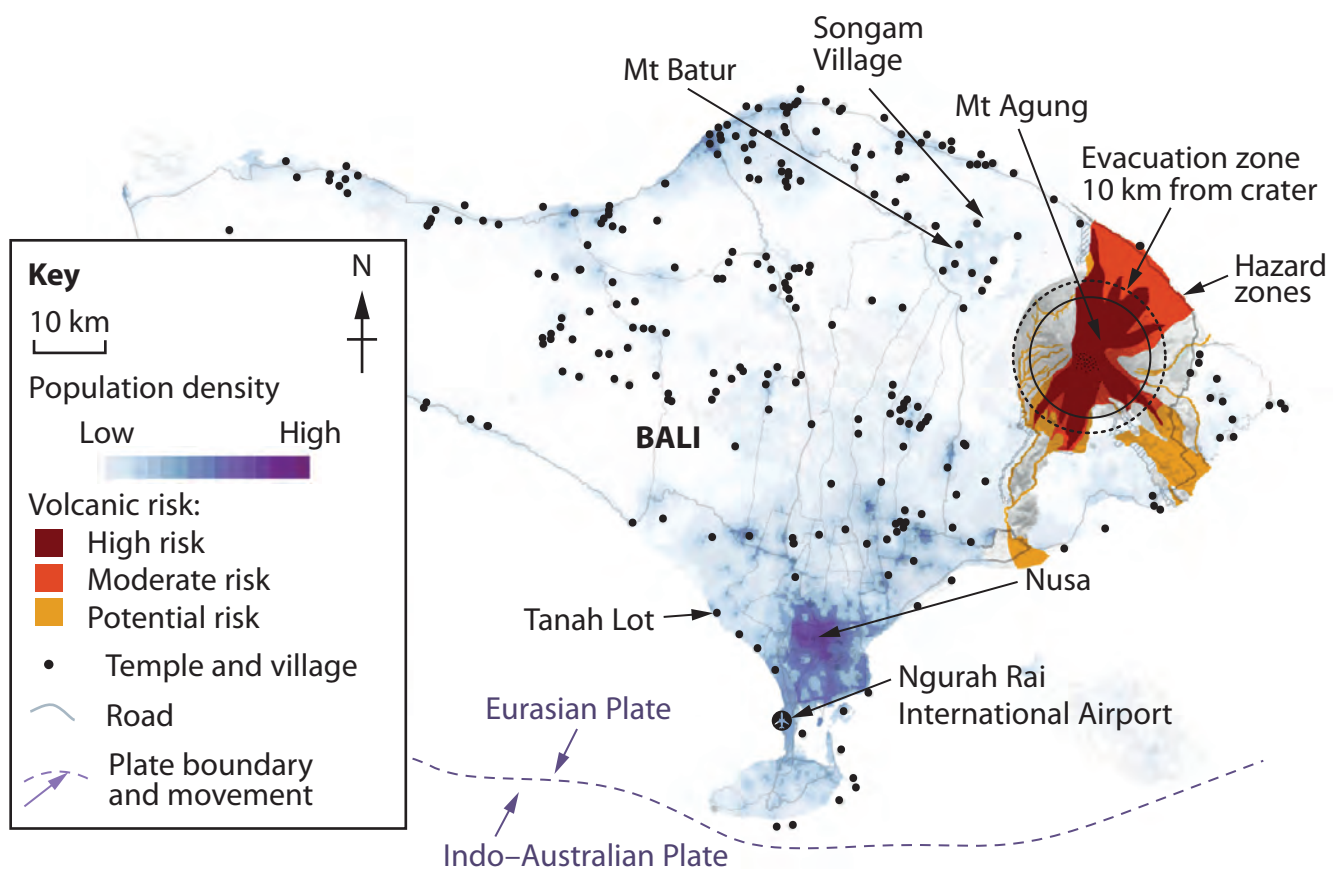 Songam
Village
Mt Batur
Mt Agung
Evacuation zone
10 km from crater
Hazard
zones
Key
N
10 km
Population density
Low
High
BALI
Volcanic risk:
High risk
Moderate risk
Potential risk
Temple and village
Road
Plate boundary
and movement
Nusa
Tanah Lot
Ngurah Rai
International Airport
Eurasian Plate
Indo–Australian Plate